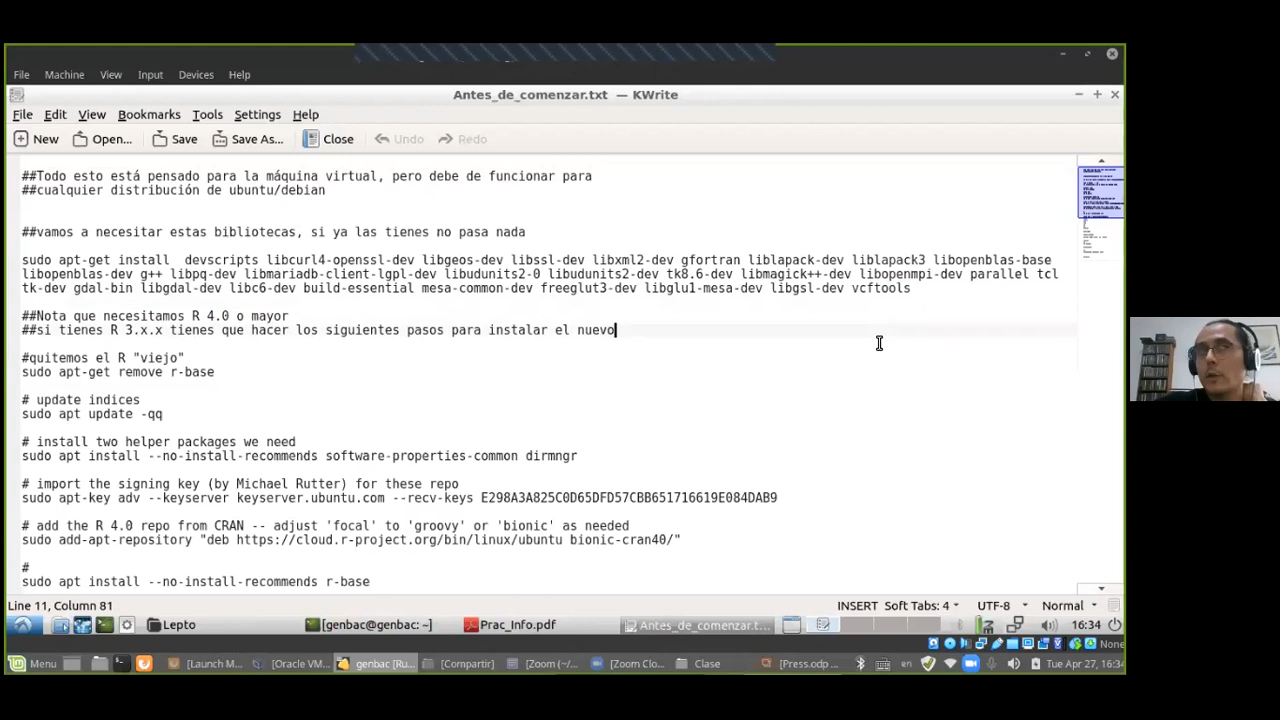 File Machine View Input Devices Help
Antes_de_comenzar.txt — KWrite
File Edit View Bookmarks Tools Settings Help
New Open... Save Save As... Close Undo Redo
##Todo esto está pensado para la máquina virtual, pero debe de funcionar para
##cualquier distribución de ubuntu/debian
##vamos a necesitar estas bibliotecas, si ya las tienes no pasa nada
sudo apt-get install  devscripts libcurl4-openssl-dev libgeos-dev libssl-dev libxml2-dev gfortran liblapack-dev liblapack3 libopenblas-base
libopenblas-dev g++ libpq-dev libmariadb-client-lgpl-dev libudunits2-0 libudunits2-dev tk8.6-dev libmagick++-dev libopenmpi-dev parallel tcl
tk-dev gdal-bin libgdal-dev libc6-dev build-essential mesa-common-dev freeglut3-dev libglu1-mesa-dev libgsl-dev vcftools
##Nota que necesitamos R 4.0 o mayor
##si tienes R 3.x.x tienes que hacer los siguientes pasos para instalar el nuevo
#quitemos el R "viejo"
sudo apt-get remove r-base
# update indices
sudo apt update -qq
# install two helper packages we need
sudo apt install --no-install-recommends software-properties-common dirmngr
# import the signing key (by Michael Rutter) for these repo
sudo apt-key adv --keyserver keyserver.ubuntu.com --recv-keys E298A3A825C0D65DFD57CBB651716619E084DAB9
# add the R 4.0 repo from CRAN -- adjust 'focal' to 'groovy' or 'bionic' as needed
sudo add-apt-repository "deb https://cloud.r-project.org/bin/linux/ubuntu bionic-cran40/"
#
sudo apt install --no-install-recommends r-base
Line 11, Column 81 INSERT Soft Tabs: 4 UTF-8 Normal
Lepto [genbac@genbac: ~] Prac_Info.pdf Antes_de_comenzar.t... 16:34
None
Menu [Launch M... [Oracle VM... genbac [Ru... [Compartir] [Zoom (~/... [Zoom Clo... Clase [Press.odp ... en Tue Apr 27, 16:34